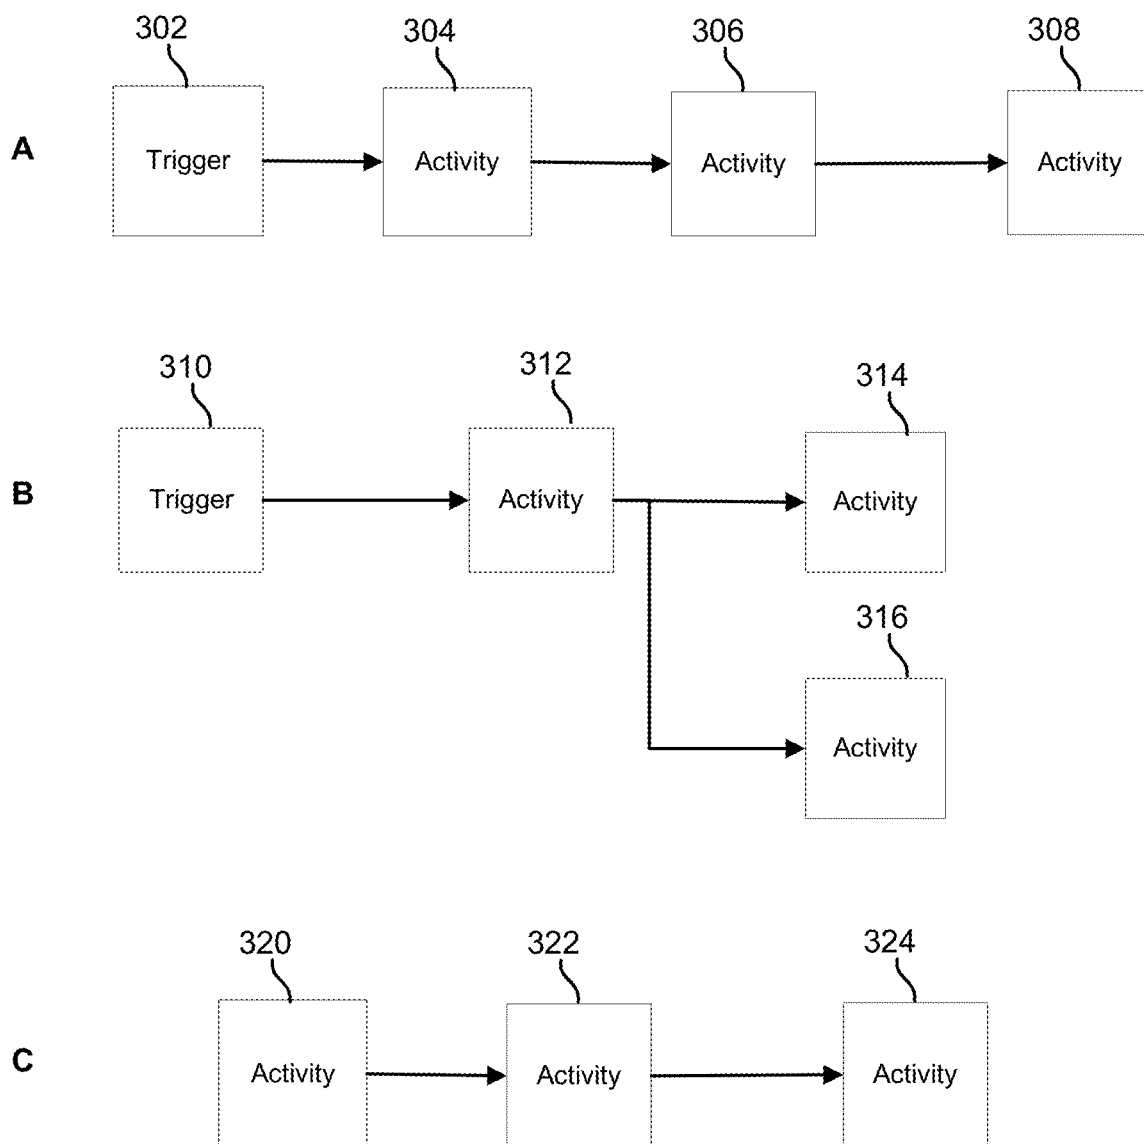 302 304 306 308
A Trigger Activity Activity Activity
310 312 314
B Trigger Activity Activity
316
Activity
320 322 324
C Activity Activity Activity